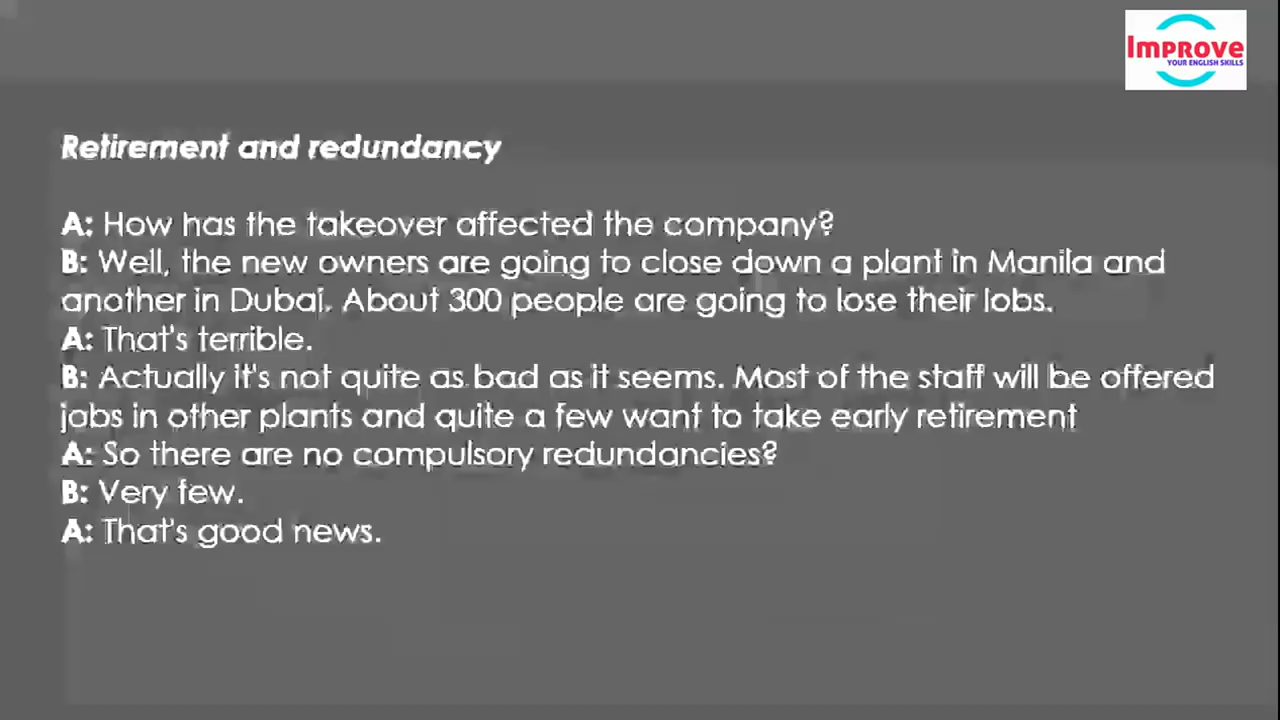 Improve
YOUR ENGLISH SKILLS
Retirement and redundancy
A: How has the takeover affected the company?
B: Well, the new owners are going to close down a plant in Manila and
another in Dubai. About 300 people are going to lose their jobs.
A: That's terrible.
B: Actually it's not quite as bad as it seems. Most of the staff will be offered
jobs in other plants and quite a few want to take early retirement
A: So there are no compulsory redundancies?
B: Very few.
A: That's good news.